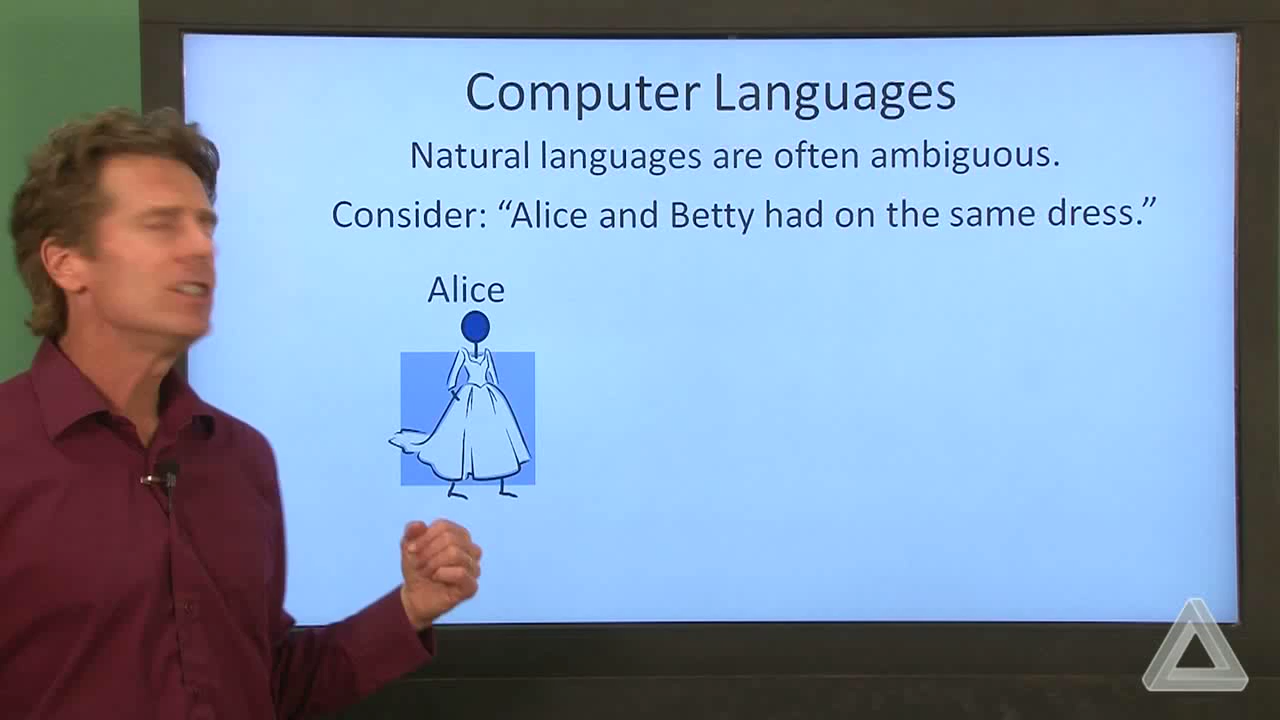 Computer Languages
Natural languages are often ambiguous.
Consider: “Alice and Betty had on the same dress.”
Alice